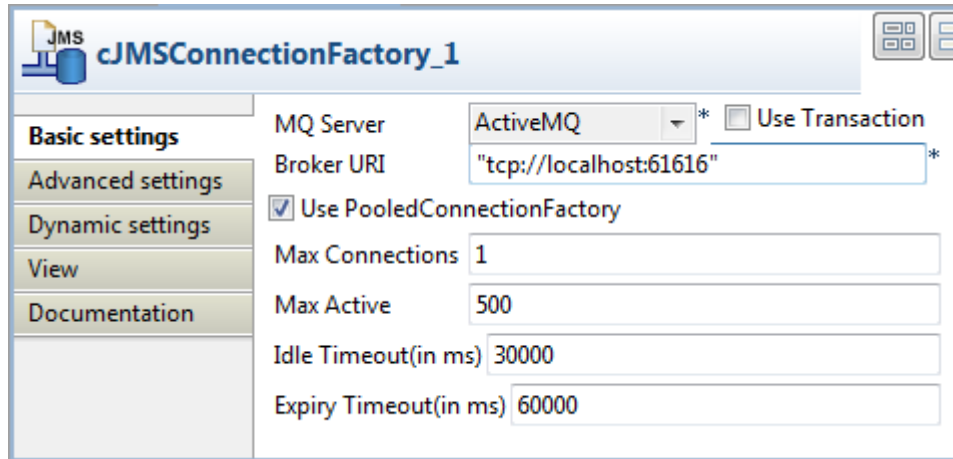 JMS
cJMSConnectionFactory_1
Basic settings
Advanced settings
Dynamic settings
View
Documentation
MQ Server ActiveMQ * Use Transaction
Broker URI "tcp://localhost:61616" *
Use PooledConnectionFactory
Max Connections 1
Max Active 500
Idle Timeout(in ms) 30000
Expiry Timeout(in ms) 60000